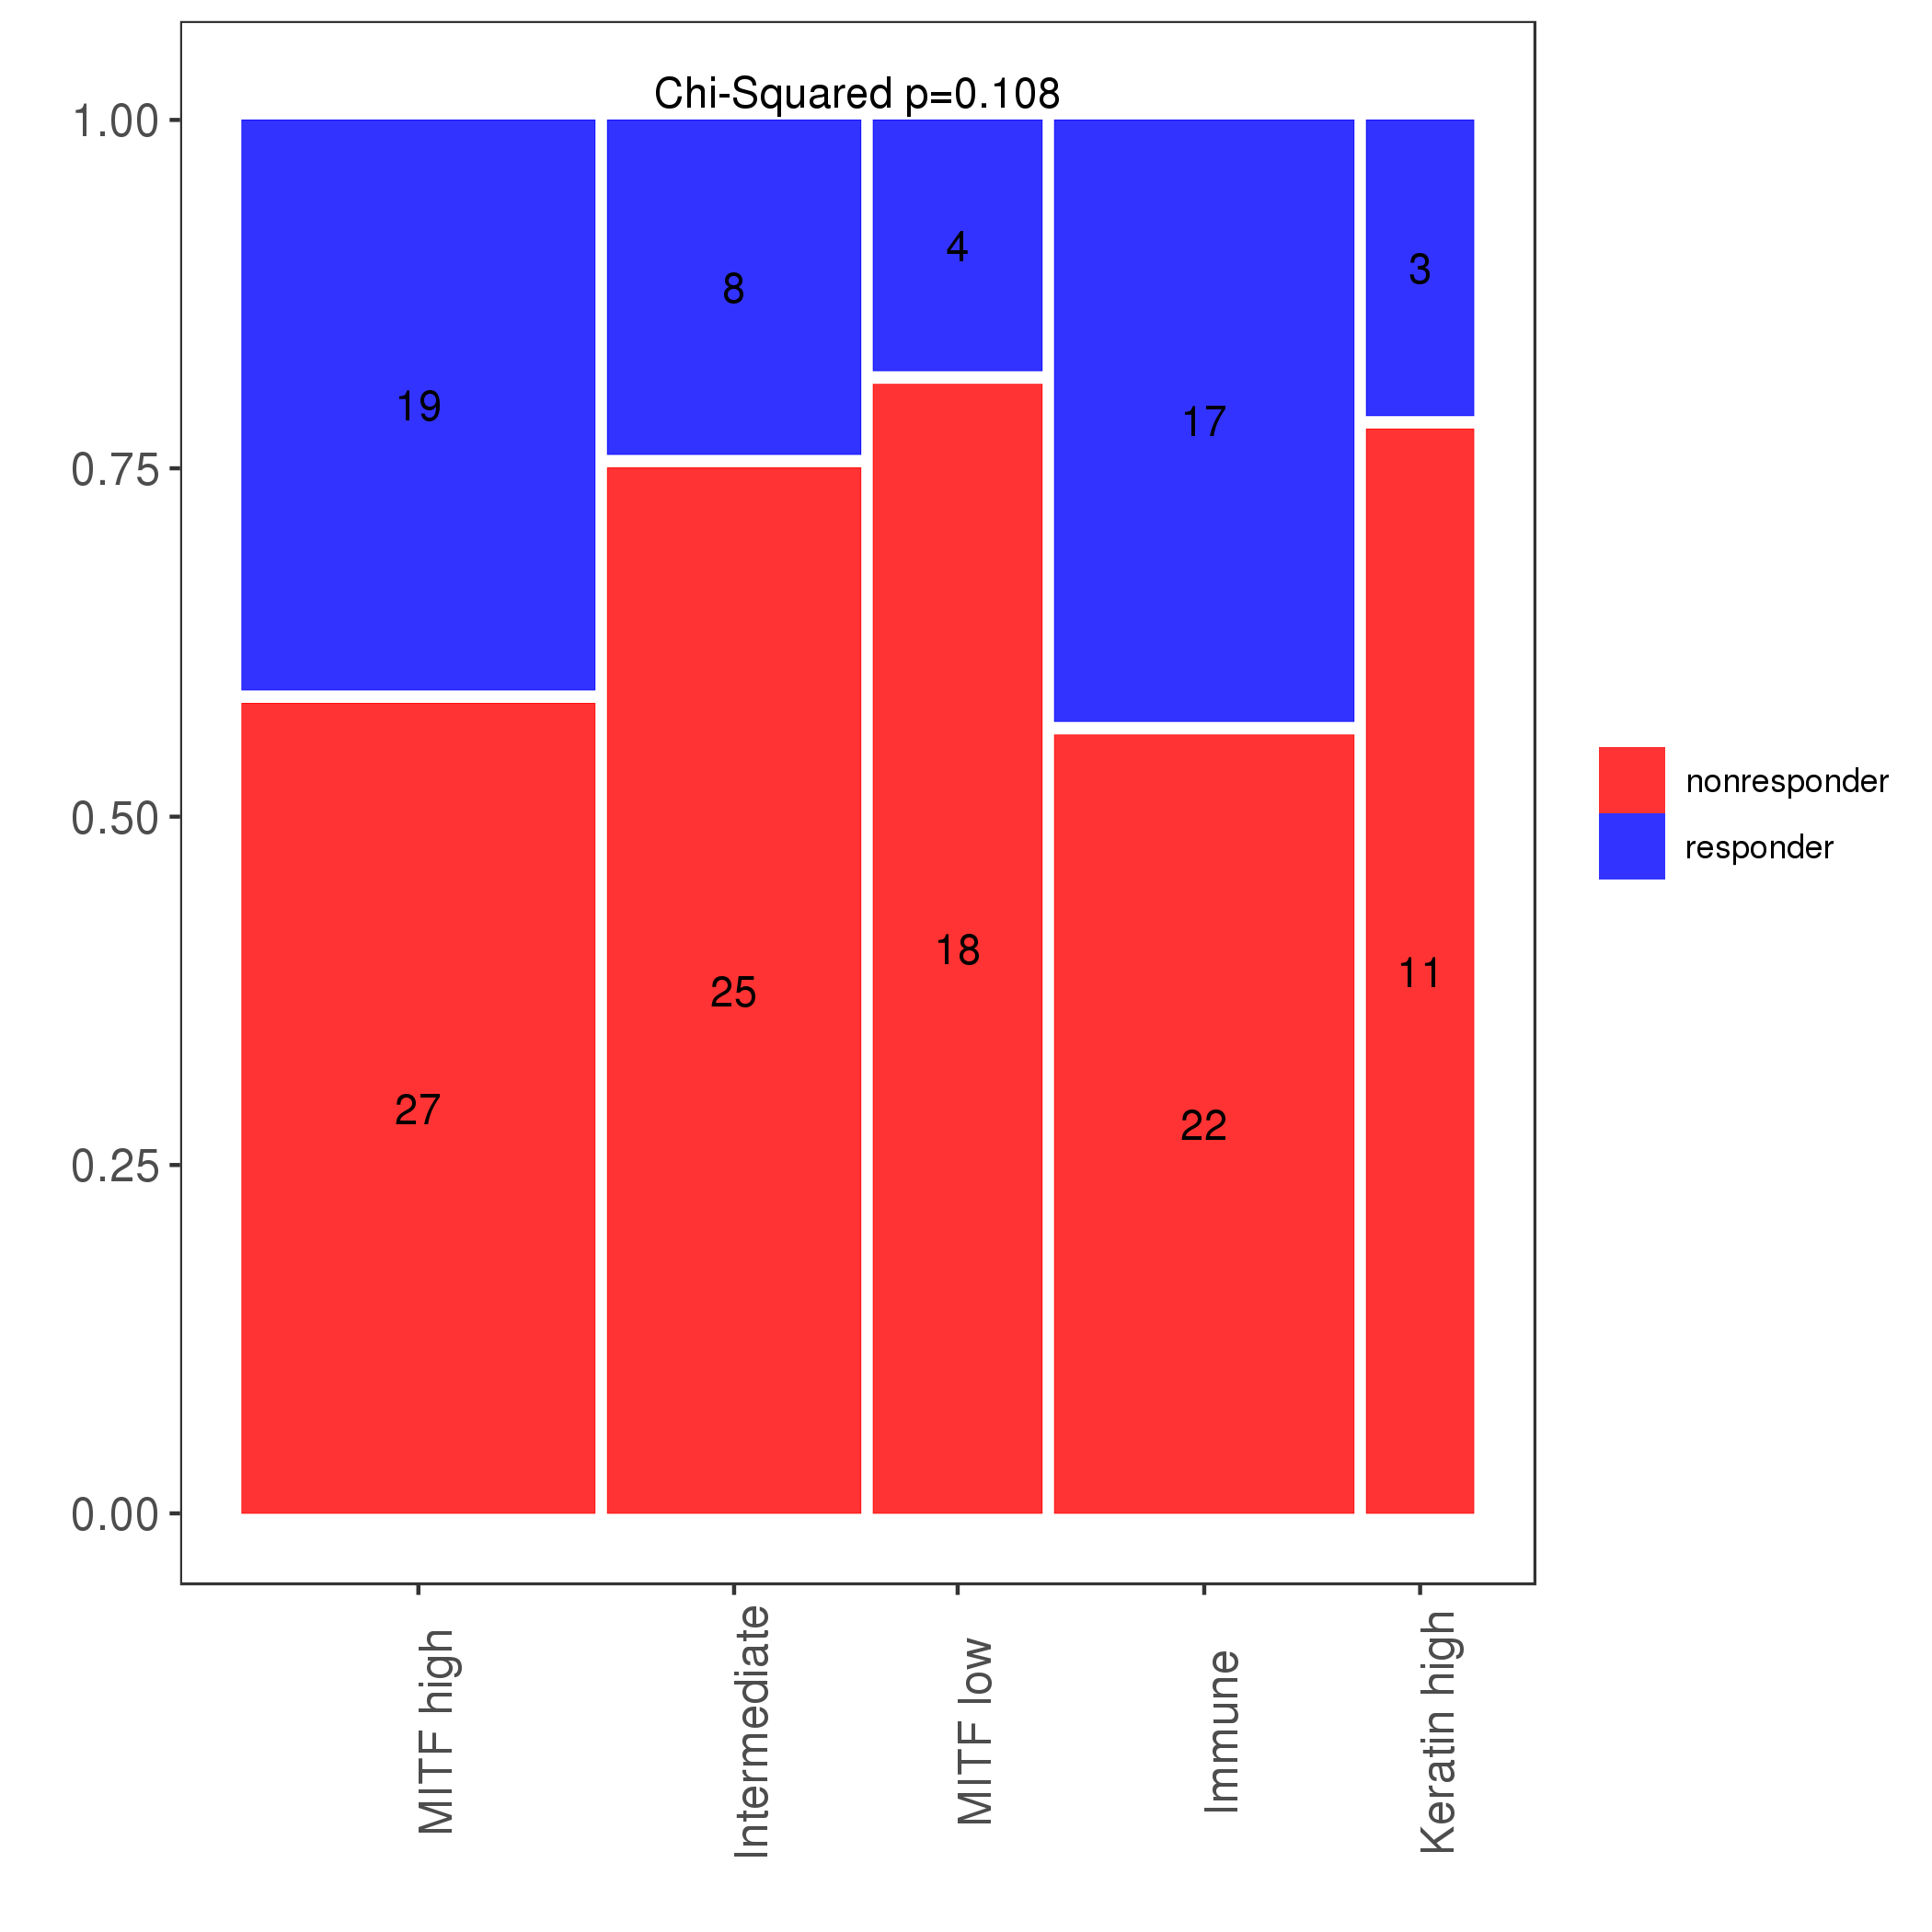 Chi-Squared p=0.108
1.00
0.75
0.50
0.25
0.00
19
8
4
17
3
27
25
18
22
11
MITF high
Intermediate
MITF low
Immune
Keratin high
nonresponder
responder